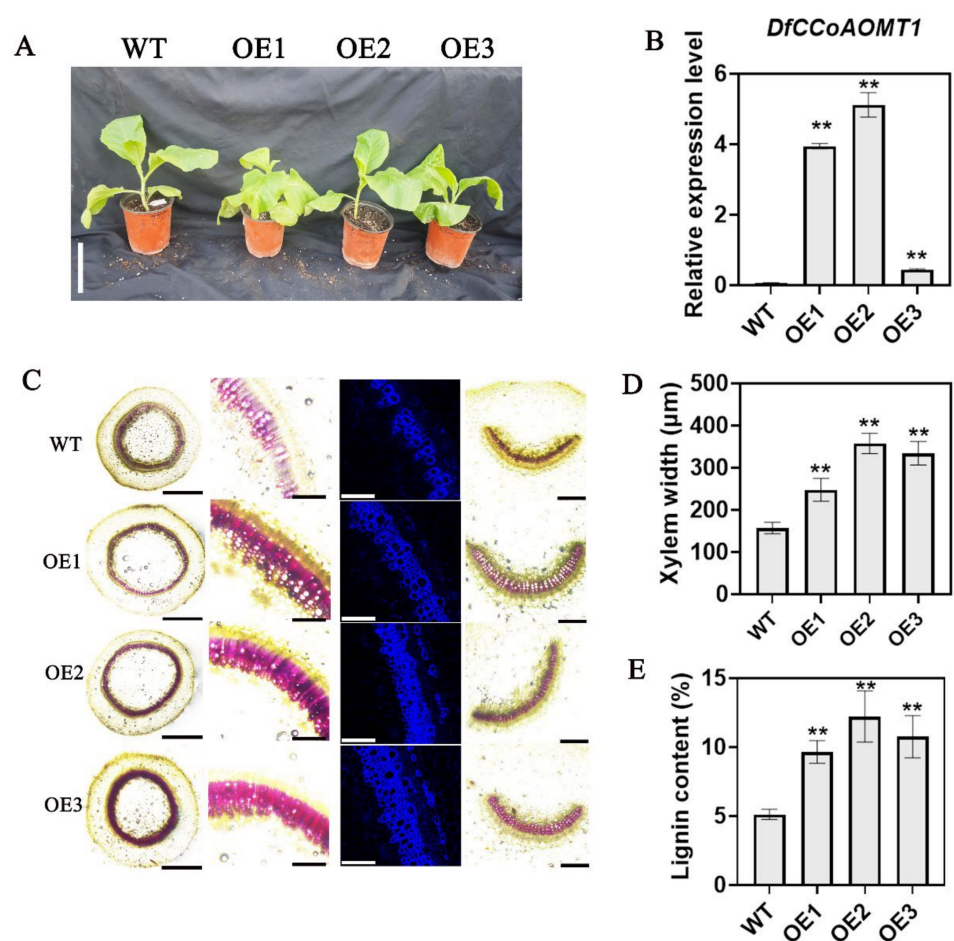 A
WT OE1 OE2 OE3
B
DfCCoAOMT1
Relative expression level
6
4
2
0
**
**
**
WT OE1 OE2 OE3
C
WT
OE1
OE2
OE3
D
Xylem width (μm)
500
400
300
200
100
0
**
**
**
WT OE1 OE2 OE3
E
Lignin content (%)
15
10
5
0
**
**
**
WT OE1 OE2 OE3